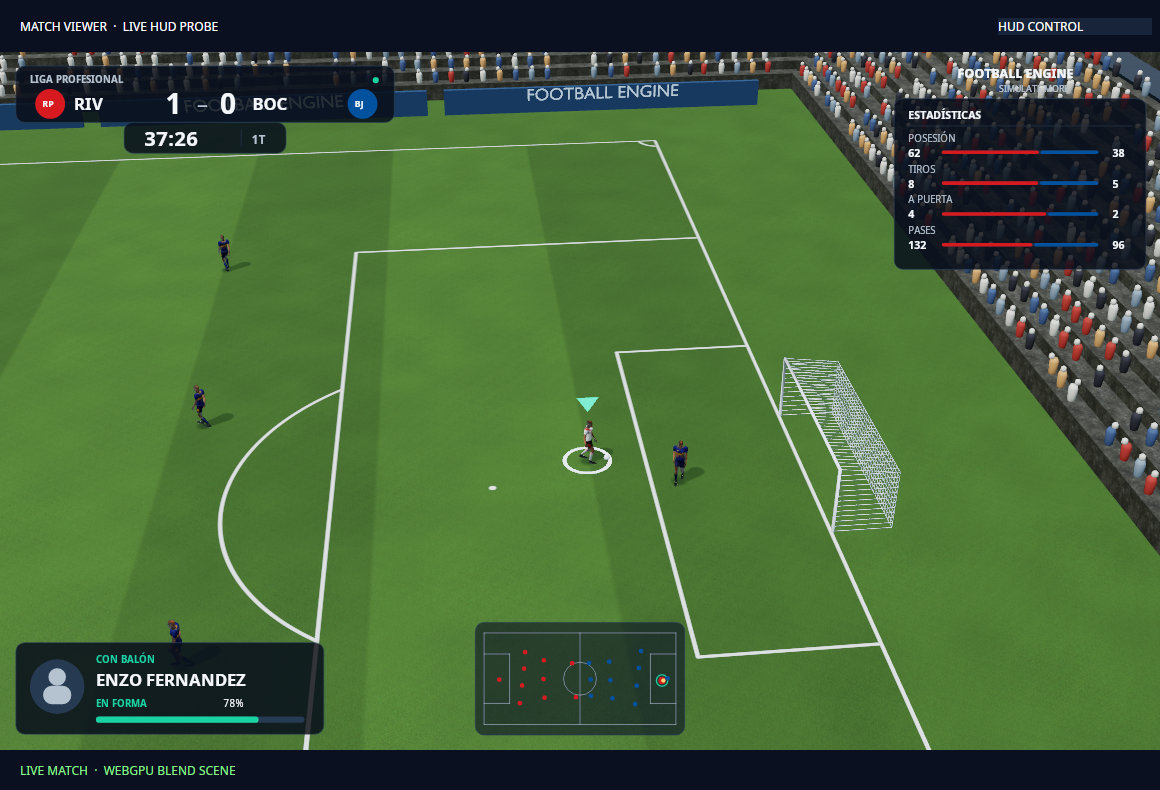 MATCH VIEWER · LIVE HUD PROBE
HUD CONTROL
LIGA PROFESIONAL
RP RIV 1 – 0 BOC BJ
37:26 1T
FOOTBALL ENGINE
FOOTBALL ENGINE
ESTADÍSTICAS
POSESIÓN
62 38
TIROS
8 5
A PUERTA
4 2
PASES
132 96
CON BALÓN
ENZO FERNANDEZ
EN FORMA 78%
LIVE MATCH · WEBGPU BLEND SCENE